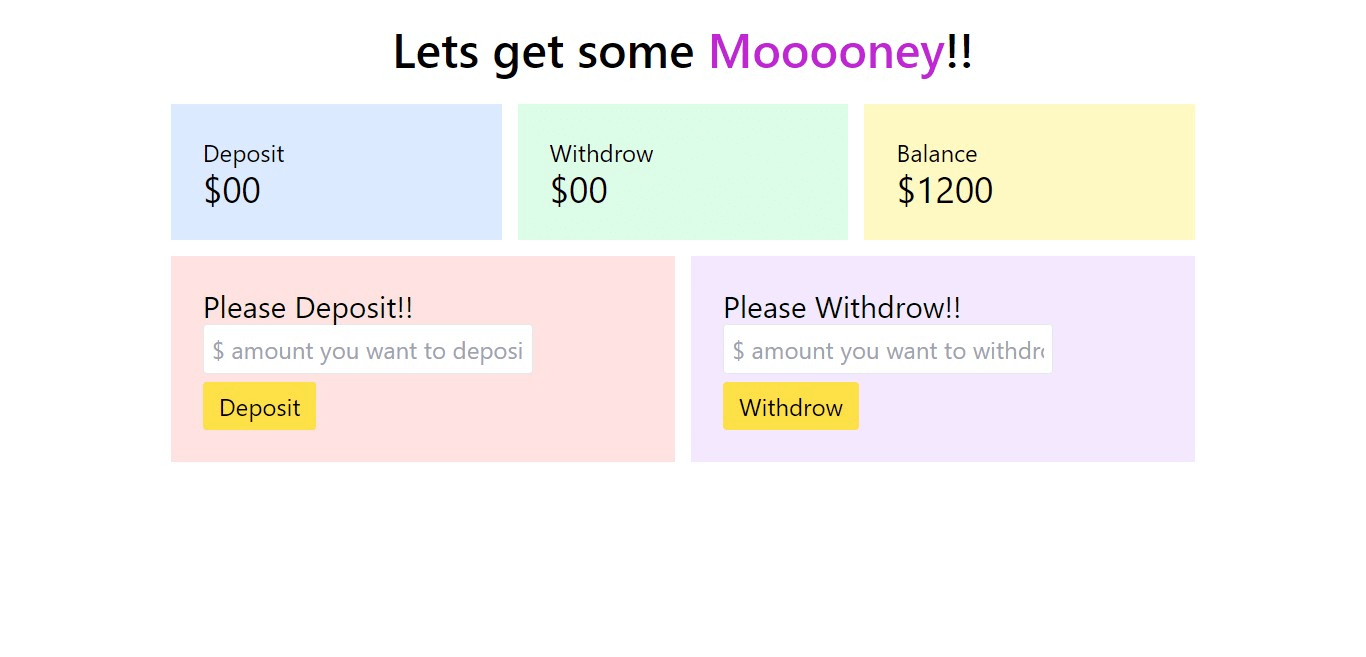 Lets get some Mooooney!!
Deposit
$00
Withdrow
$00
Balance
$1200
Please Deposit!!
$ amount you want to deposi
Deposit
Please Withdrow!!
$ amount you want to withdro
Withdrow